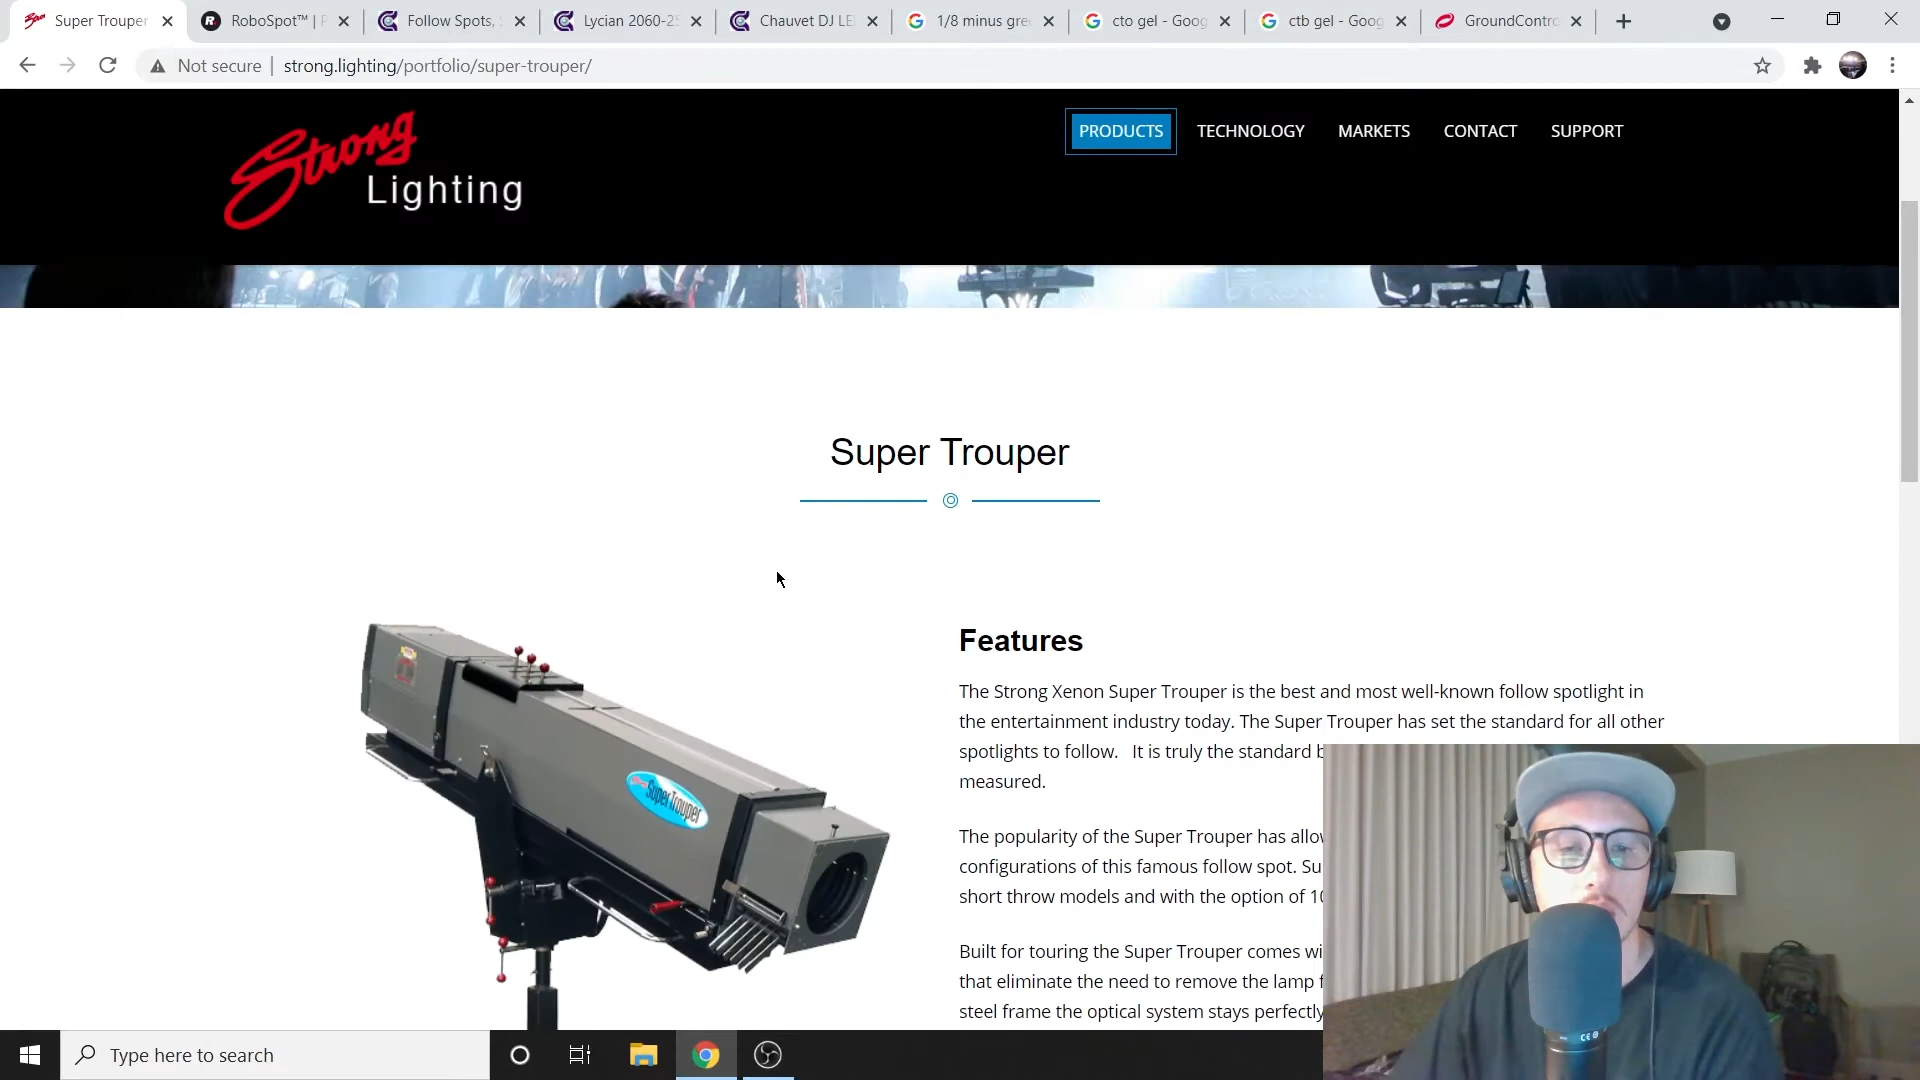 Super Trouper
RoboSpot™ | P
Follow Spots, S
Lycian 2060-25
Chauvet DJ LE
1/8 minus gre
cto gel - Goog
ctb gel - Goog
GroundContro
Not secure
strong.lighting/portfolio/super-trouper/
Strong
Lighting
PRODUCTS
TECHNOLOGY
MARKETS
CONTACT
SUPPORT
Super Trouper
Features
The Strong Xenon Super Trouper is the best and most well-known follow spotlight in
the entertainment industry today. The Super Trouper has set the standard for all other
spotlights to follow. It is truly the standard b
measured.
The popularity of the Super Trouper has allow
configurations of this famous follow spot. Su
short throw models and with the option of 10
Built for touring the Super Trouper comes wi
that eliminate the need to remove the lamp f
steel frame the optical system stays perfectly
Super Trouper
Type here to search